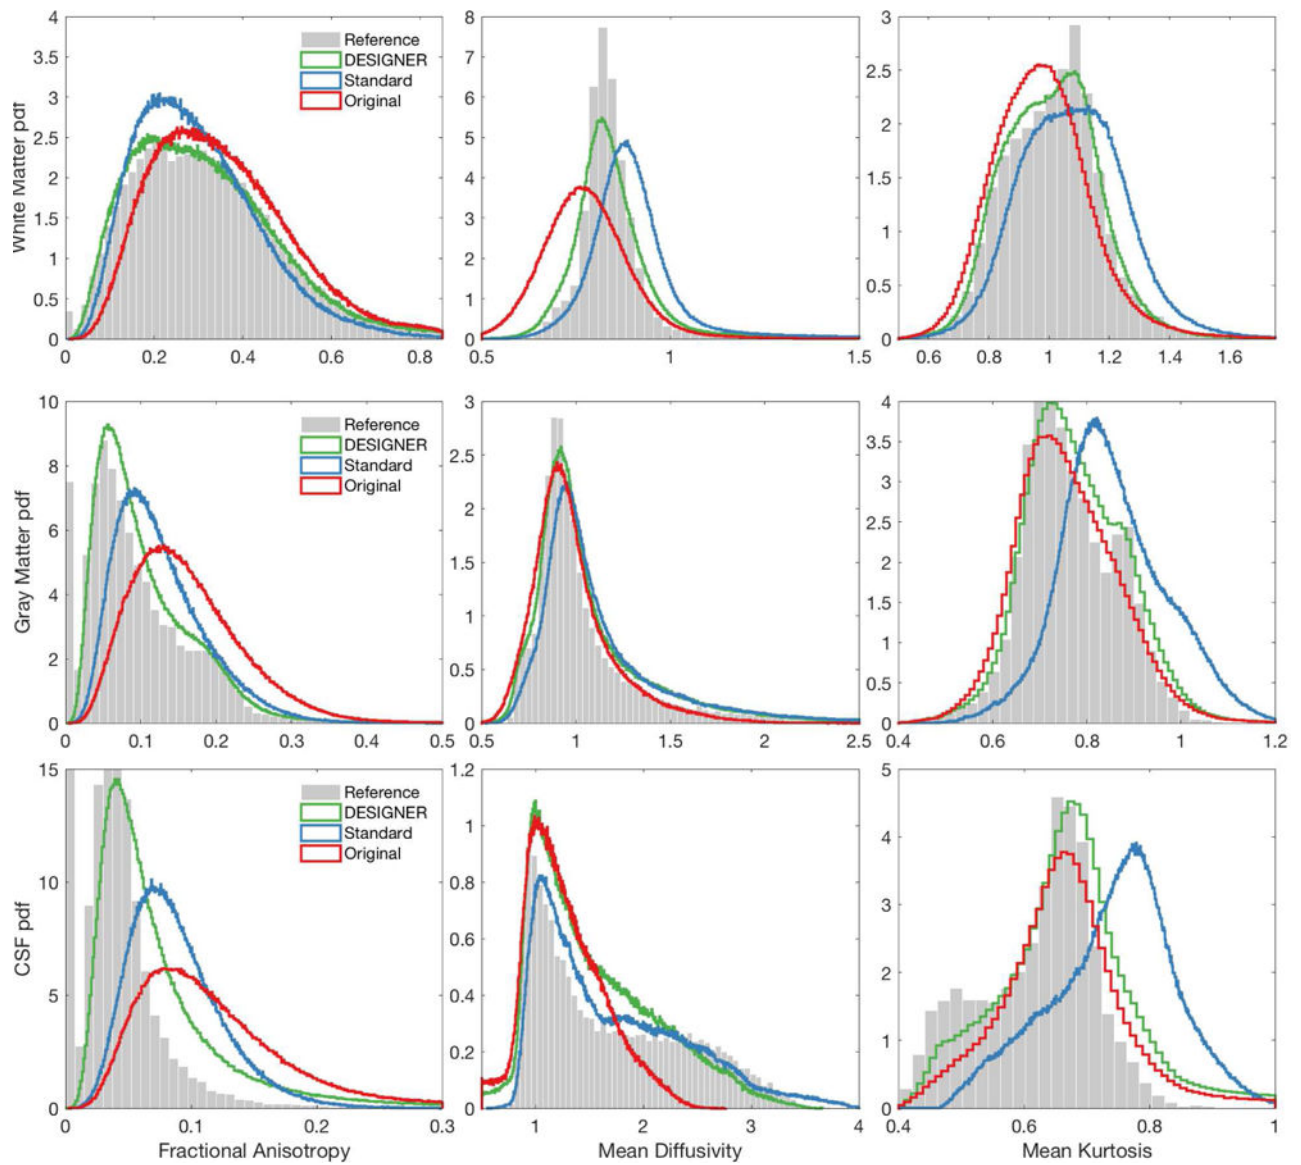 White Matter pdf
4
3.5
3
2.5
2
1.5
1
0.5
0
0 0.2 0.4 0.6 0.8
Reference
DESIGNER
Standard
Original
8
7
6
5
4
3
2
1
0
0.5 1 1.5
3
2.5
2
1.5
1
0.5
0
0.6 0.8 1 1.2 1.4 1.6
Gray Matter pdf
10
8
6
4
2
0
0 0.1 0.2 0.3 0.4 0.5
Reference
DESIGNER
Standard
Original
3
2.5
2
1.5
1
0.5
0
0.5 1 1.5 2 2.5
4
3.5
3
2.5
2
1.5
1
0.5
0
0.4 0.6 0.8 1 1.2
CSF pdf
15
10
5
0
0 0.1 0.2 0.3
Reference
DESIGNER
Standard
Original
Fractional Anisotropy
1.2
1
0.8
0.6
0.4
0.2
0
1 2 3 4
Mean Diffusivity
5
4
3
2
1
0
0.4 0.6 0.8 1
Mean Kurtosis